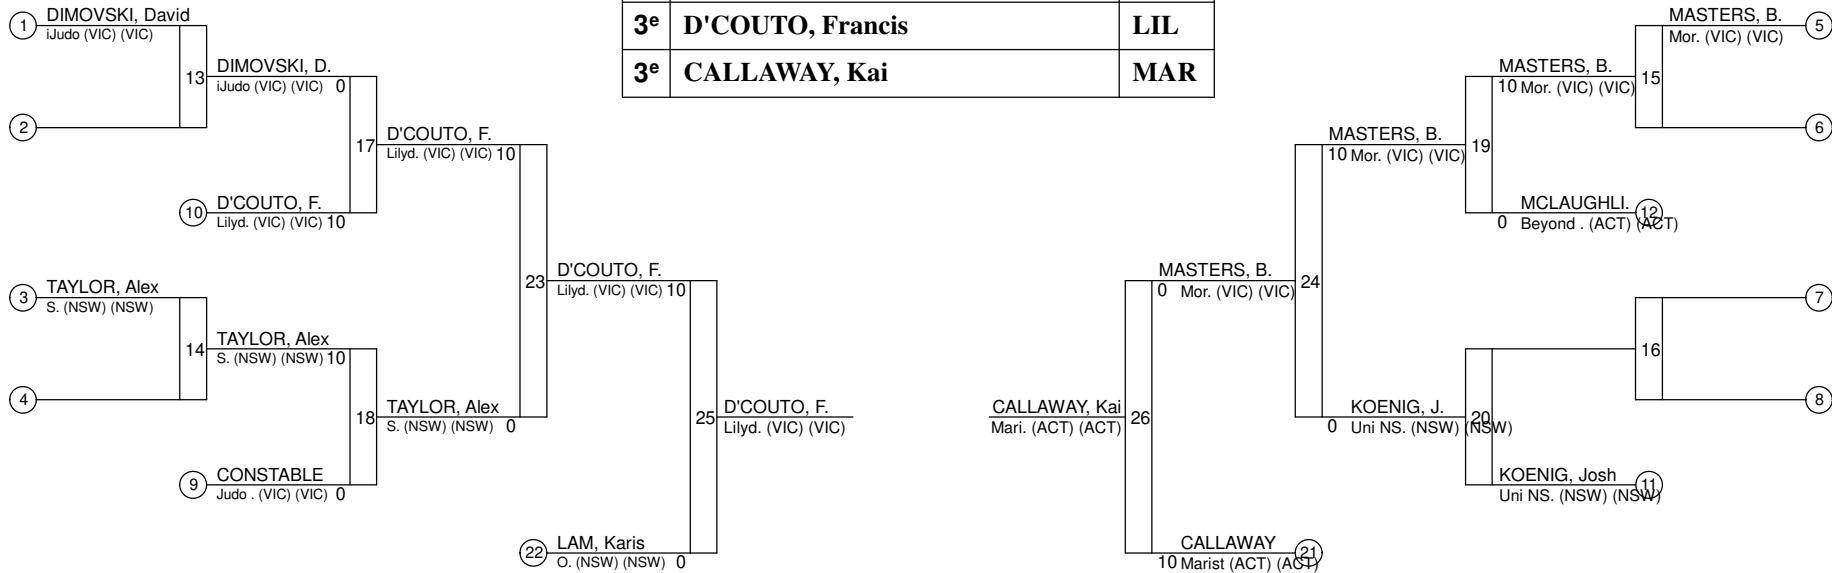 3e D'COUTO, Francis LIL
3e CALLAWAY, Kai MAR
1 DIMOVSKI, David
iJudo (VIC) (VIC)
13
DIMOVSKI, D.
iJudo (VIC) (VIC) 0
2
17
D'COUTO, F.
Lilyd. (VIC) (VIC) 10
10 D'COUTO, F.
Lilyd. (VIC) (VIC) 10
3 TAYLOR, Alex
S. (NSW) (NSW)
14
TAYLOR, Alex
S. (NSW) (NSW) 10
4
18
TAYLOR, Alex
S. (NSW) (NSW) 0
9 CONSTABLE
Judo . (VIC) (VIC) 0
23
D'COUTO, F.
Lilyd. (VIC) (VIC) 10
25
D'COUTO, F.
Lilyd. (VIC) (VIC)
22 LAM, Karis
O. (NSW) (NSW) 0
MASTERS, B. 5
Mor. (VIC) (VIC)
15
MASTERS, B.
10 Mor. (VIC) (VIC)
6
19
MASTERS, B.
10 Mor. (VIC) (VIC)
MCLAUGHLI. 12
0 Beyond . (ACT) (ACT)
24
MASTERS, B.
0 Mor. (VIC) (VIC)
7
16
8
20
KOENIG, J.
0 Uni NS. (NSW) (NSW)
KOENIG, Josh 11
Uni NS. (NSW) (NSW)
26
CALLAWAY, Kai
Mari. (ACT) (ACT)
CALLAWAY 21
10 Marist (ACT) (ACT)